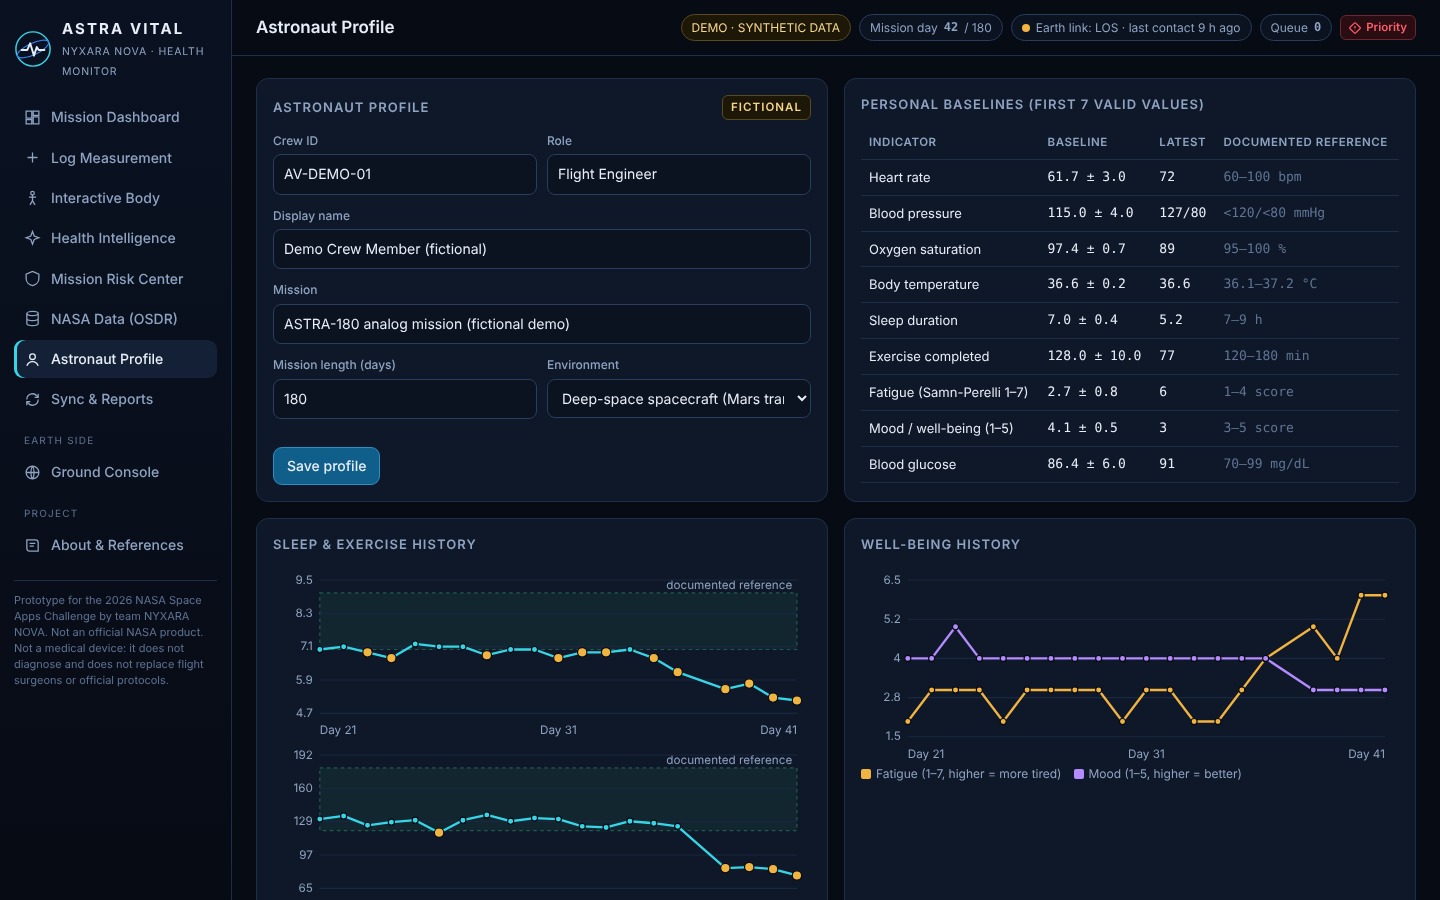 ASTRA VITAL
NYXARA NOVA · HEALTH
MONITOR
Mission Dashboard
Log Measurement
Interactive Body
Health Intelligence
Mission Risk Center
NASA Data (OSDR)
Astronaut Profile
Sync & Reports
EARTH SIDE
Ground Console
PROJECT
About & References
Prototype for the 2026 NASA Space
Apps Challenge by team NYXARA
NOVA. Not an official NASA product.
Not a medical device: it does not
diagnose and does not replace flight
surgeons or official protocols.
Astronaut Profile
DEMO · SYNTHETIC DATA
Mission day 42 / 180
Earth link: LOS · last contact 9 h ago
Queue 0
Priority
ASTRONAUT PROFILE
FICTIONAL
Crew ID
Role
AV-DEMO-01
Flight Engineer
Display name
Demo Crew Member (fictional)
Mission
ASTRA-180 analog mission (fictional demo)
Mission length (days)
Environment
180
Deep-space spacecraft (Mars tra
Save profile
PERSONAL BASELINES (FIRST 7 VALID VALUES)
INDICATOR BASELINE LATEST DOCUMENTED REFERENCE
Heart rate 61.7 ± 3.0 72 60–100 bpm
Blood pressure 115.0 ± 4.0 127/80 <120/<80 mmHg
Oxygen saturation 97.4 ± 0.7 89 95–100 %
Body temperature 36.6 ± 0.2 36.6 36.1–37.2 °C
Sleep duration 7.0 ± 0.4 5.2 7–9 h
Exercise completed 128.0 ± 10.0 77 120–180 min
Fatigue (Samn-Perelli 1–7) 2.7 ± 0.8 6 1–4 score
Mood / well-being (1–5) 4.1 ± 0.5 3 3–5 score
Blood glucose 86.4 ± 6.0 91 70–99 mg/dL
SLEEP & EXERCISE HISTORY
documented reference
9.5
8.3
7.1
5.9
4.7
Day 21 Day 31 Day 41
documented reference
192
160
129
97
65
WELL-BEING HISTORY
6.5
5.2
4
2.8
1.5
Day 21 Day 31 Day 41
Fatigue (1–7, higher = more tired) Mood (1–5, higher = better)